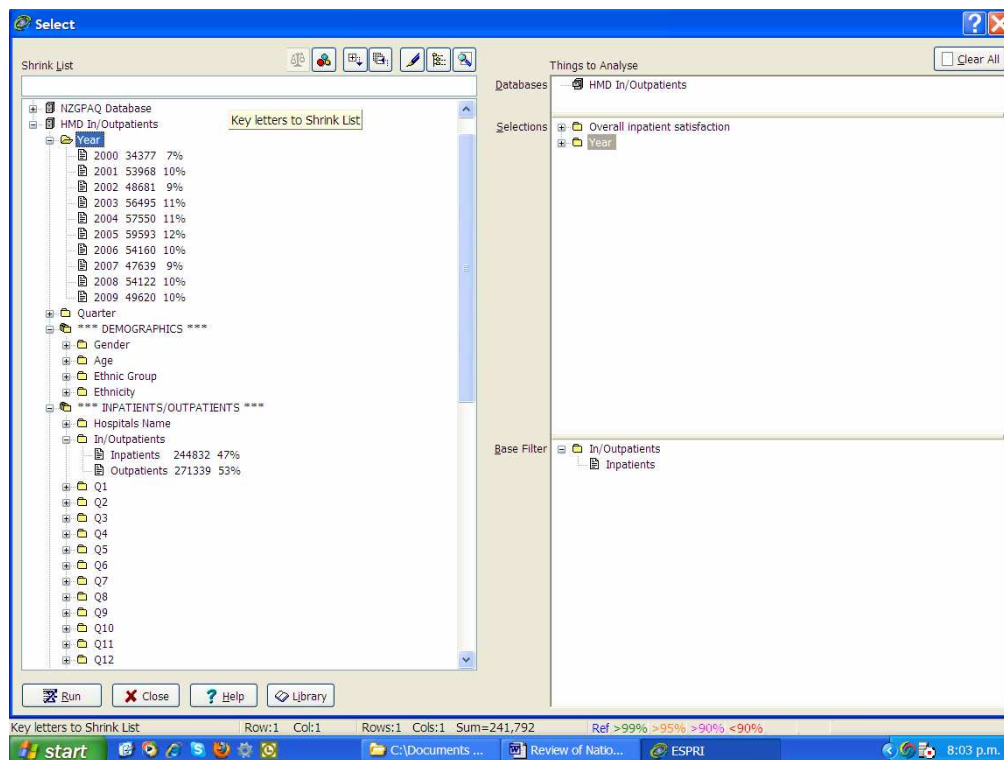 Select
Shrink List
Key letters to Shrink List
NZGPAQ Database
HMD In/Outpatients
Year
2000 34377 7%
2001 53968 10%
2002 48681 9%
2003 56495 11%
2004 57550 11%
2005 59593 12%
2006 54160 10%
2007 47639 9%
2008 54122 10%
2009 49620 10%
Quarter
*** DEMOGRAPHICS ***
Gender
Age
Ethnic Group
Ethnicity
*** INPATIENTS/OUTPATIENTS ***
Hospitals Name
In/Outpatients
Inpatients 244832 47%
Outpatients 271339 53%
Q1
Q2
Q3
Q4
Q5
Q6
Q7
Q8
Q9
Q10
Q11
Q12
Run Close Help Library
Things to Analyse
Clear All
Databases
HMD In/Outpatients
Selections
Overall inpatient satisfaction
Year
Base Filter
In/Outpatients
Inpatients
Key letters to Shrink List Row:1 Col:1 Rows:1 Cols:1 Sum=241,792 Ref >99% >95% >90% <90%
start C:\Documents ... Review of Natio... ESPRI 8:03 p.m.